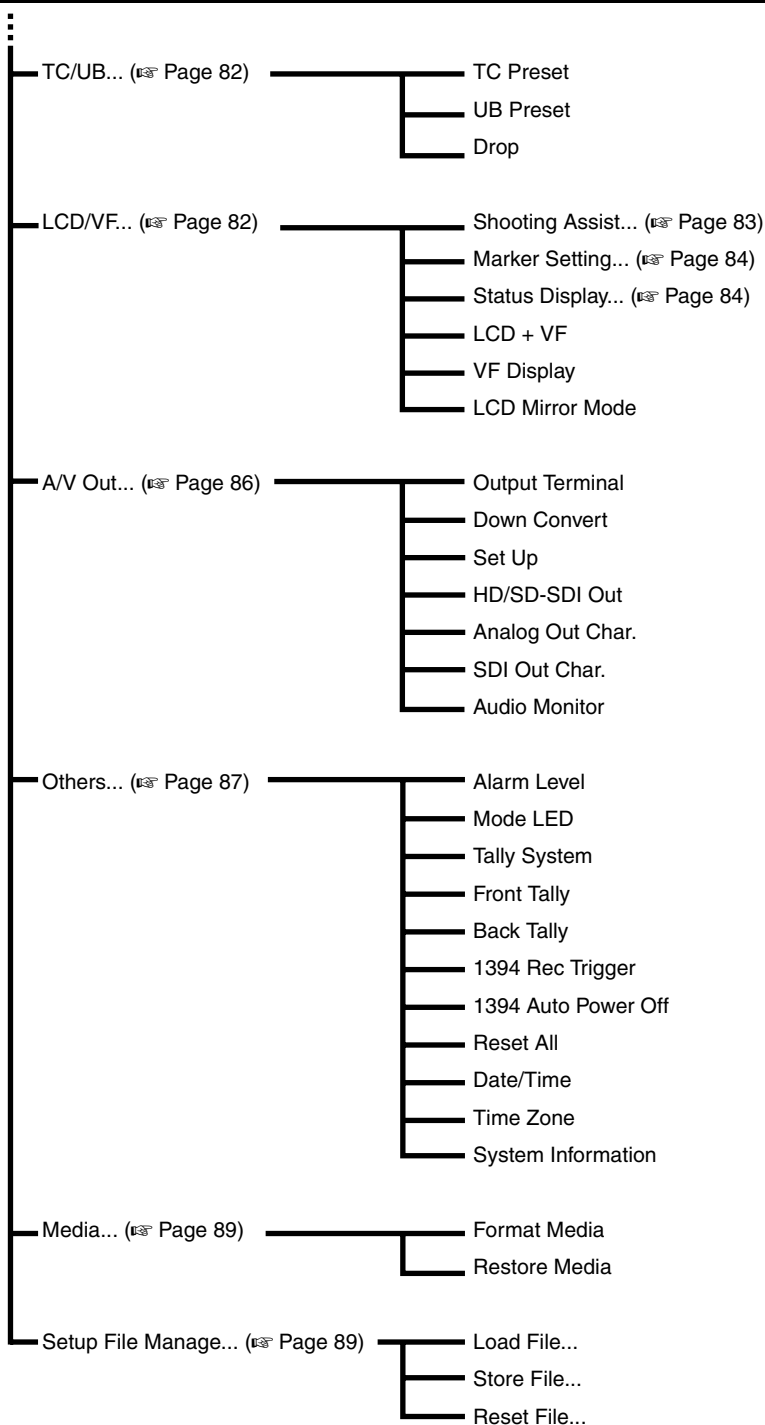 TC/UB... (☞ Page 82)
TC Preset
UB Preset
Drop
LCD/VF... (☞ Page 82)
Shooting Assist... (☞ Page 83)
Marker Setting... (☞ Page 84)
Status Display... (☞ Page 84)
LCD + VF
VF Display
LCD Mirror Mode
A/V Out... (☞ Page 86)
Output Terminal
Down Convert
Set Up
HD/SD-SDI Out
Analog Out Char.
SDI Out Char.
Audio Monitor
Others... (☞ Page 87)
Alarm Level
Mode LED
Tally System
Front Tally
Back Tally
1394 Rec Trigger
1394 Auto Power Off
Reset All
Date/Time
Time Zone
System Information
Media... (☞ Page 89)
Format Media
Restore Media
Setup File Manage... (☞ Page 89)
Load File...
Store File...
Reset File...